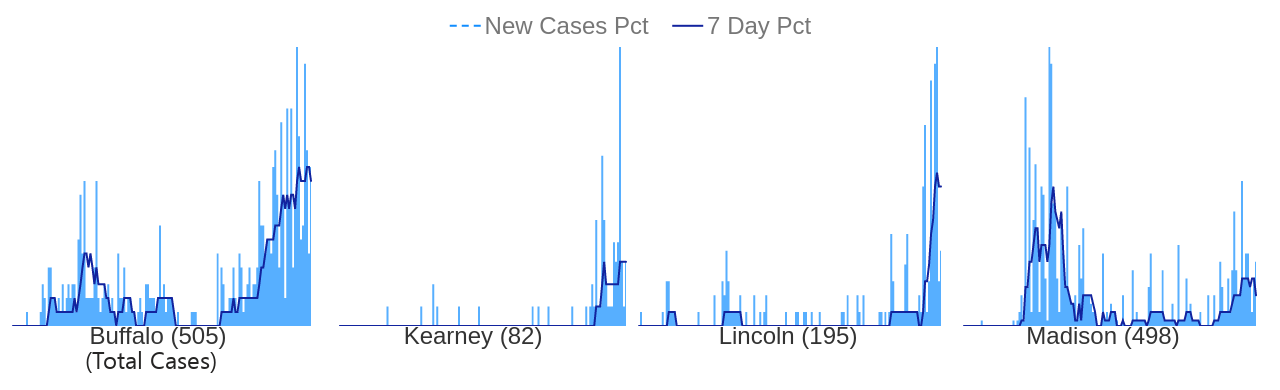 New Cases Pct 7 Day Pct
Buffalo (505) Kearney (82) Lincoln (195) Madison (498)
(Total Cases)